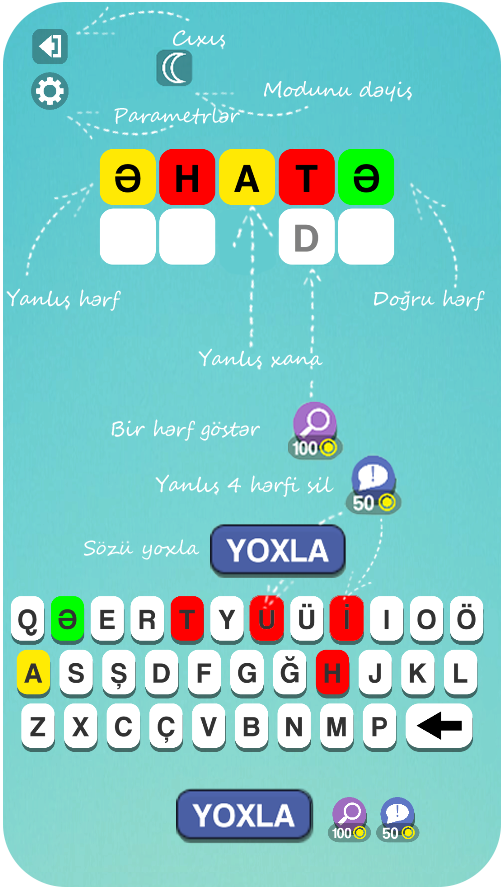 Cıxış
Modunu dəyiş
Parametrlər
Ə H A T Ə
D
Yanlış hərf
Doğru hərf
Yanlış xana
Bir hərf göstər
100
Yanlış 4 hərfi sil
50
Sözü yoxla
YOXLA
Q Ə E R T Y U Ü İ I O Ö
A S Ş D F G Ğ H J K L
Z X C Ç V B N M P
YOXLA
100 50